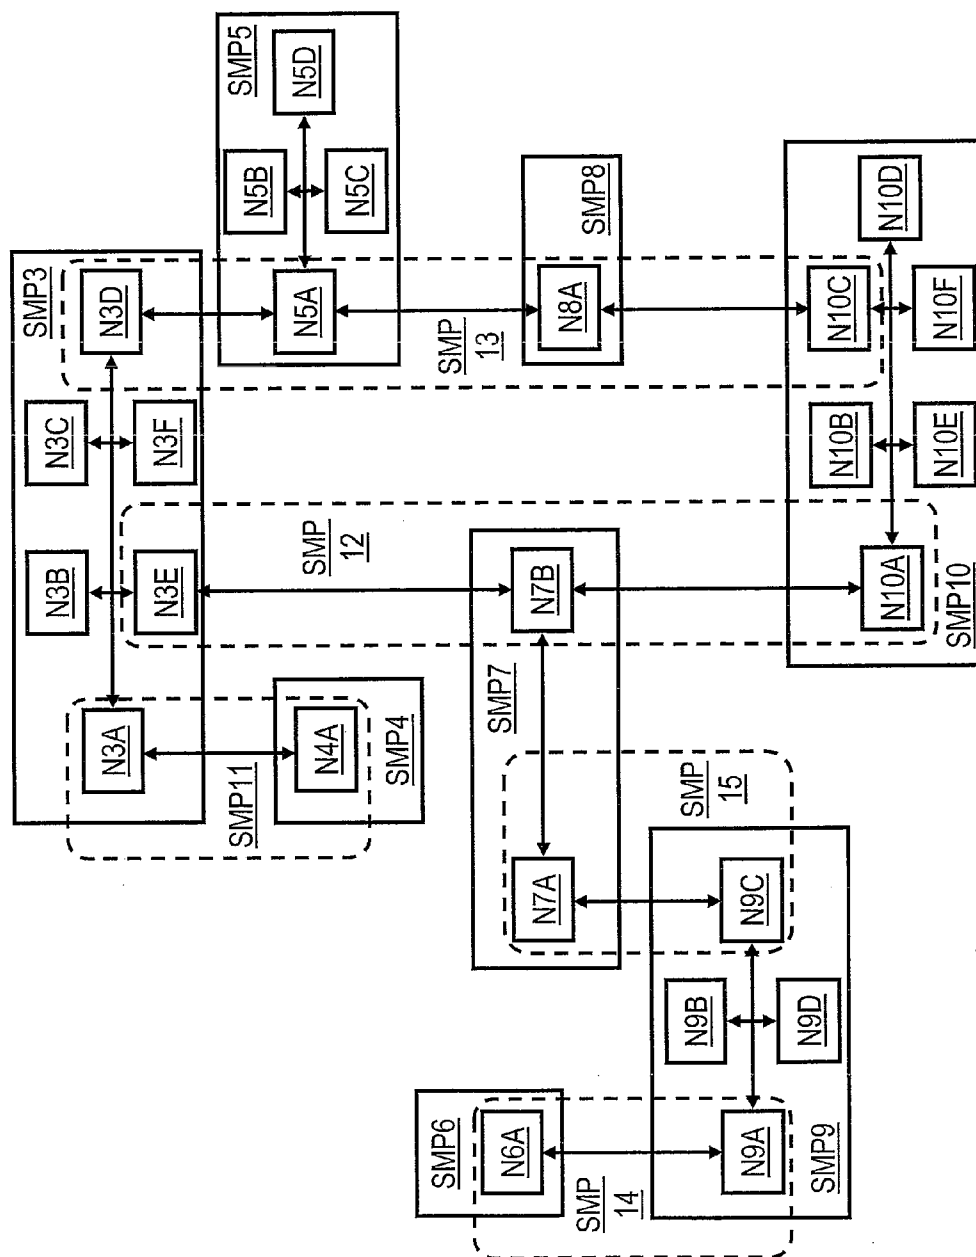 SMP3
N3A
N3B
N3C
N3D
N3E
N3F
SMP11
N4A
SMP4
SMP5
N5A
N5B
N5C
N5D
SMP
12
SMP
13
SMP6
N6A
SMP7
N7A
N7B
SMP8
N8A
SMP
14
SMP
15
SMP9
N9A
N9B
N9C
N9D
SMP10
N10A
N10B
N10C
N10D
N10E
N10F